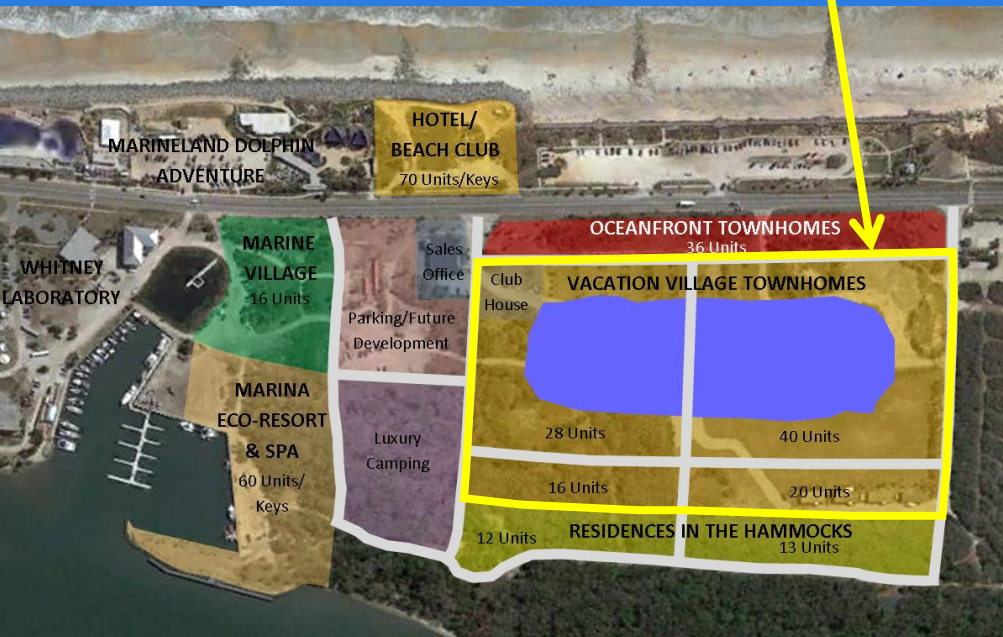 HOTEL/
BEACH CLUB
70 Units/Keys
MARINELAND DOLPHIN
ADVENTURE
OCEANFRONT TOWNHOMES
36 Units
MARINE
VILLAGE
16 Units
Sales
Office
WHITNEY
LABORATORY
Club
House
VACATION VILLAGE TOWNHOMES
Parking/Future
Development
MARINA
ECO-RESORT
& SPA
60 Units/
Keys
Luxury
Camping
28 Units
40 Units
16 Units
20 Units
12 Units
RESIDENCES IN THE HAMMOCKS
13 Units